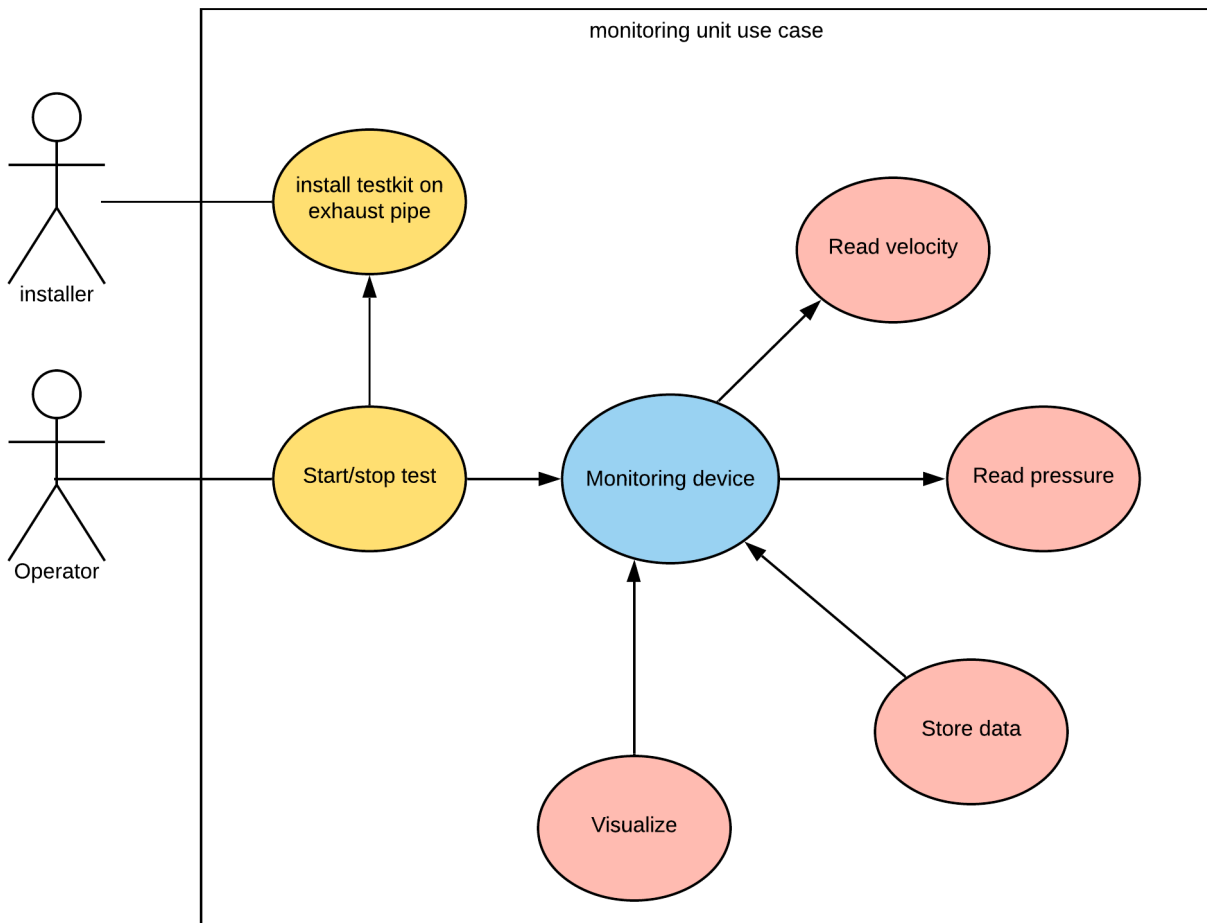 monitoring unit use case
install testkit on
exhaust pipe
Read velocity
installer
Start/stop test
Monitoring device
Read pressure
Operator
Store data
Visualize